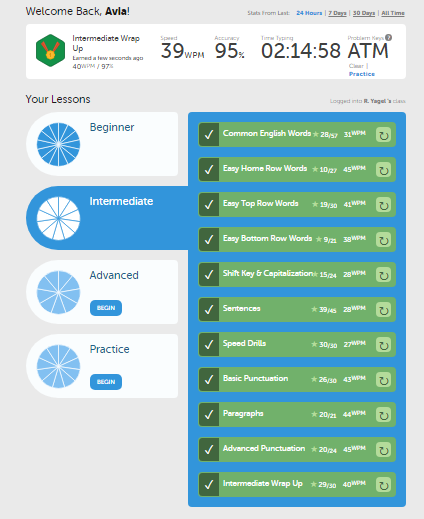 Welcome Back, Avia!
Stats From Last: 24 Hours | 7 Days | 30 Days | All Time
Intermediate Wrap Up
Earned a few seconds ago
40WPM / 97%
Speed
39WPM
Accuracy
95%
Time Typing
02:14:58
Problem Keys ?
ATM
Clear |
Practice
Your Lessons
Logged into R. Yagel's class
Beginner
Intermediate
Advanced
BEGIN
Practice
BEGIN
Common English Words ★ 28/57 31WPM
Easy Home Row Words ★ 10/27 45WPM
Easy Top Row Words ★ 19/30 41WPM
Easy Bottom Row Words ★ 9/21 38WPM
Shift Key & Capitalization ★ 15/24 28WPM
Sentences ★ 39/45 28WPM
Speed Drills ★ 30/30 27WPM
Basic Punctuation ★ 26/30 43WPM
Paragraphs ★ 20/21 44WPM
Advanced Punctuation ★ 20/24 45WPM
Intermediate Wrap Up ★ 29/30 40WPM